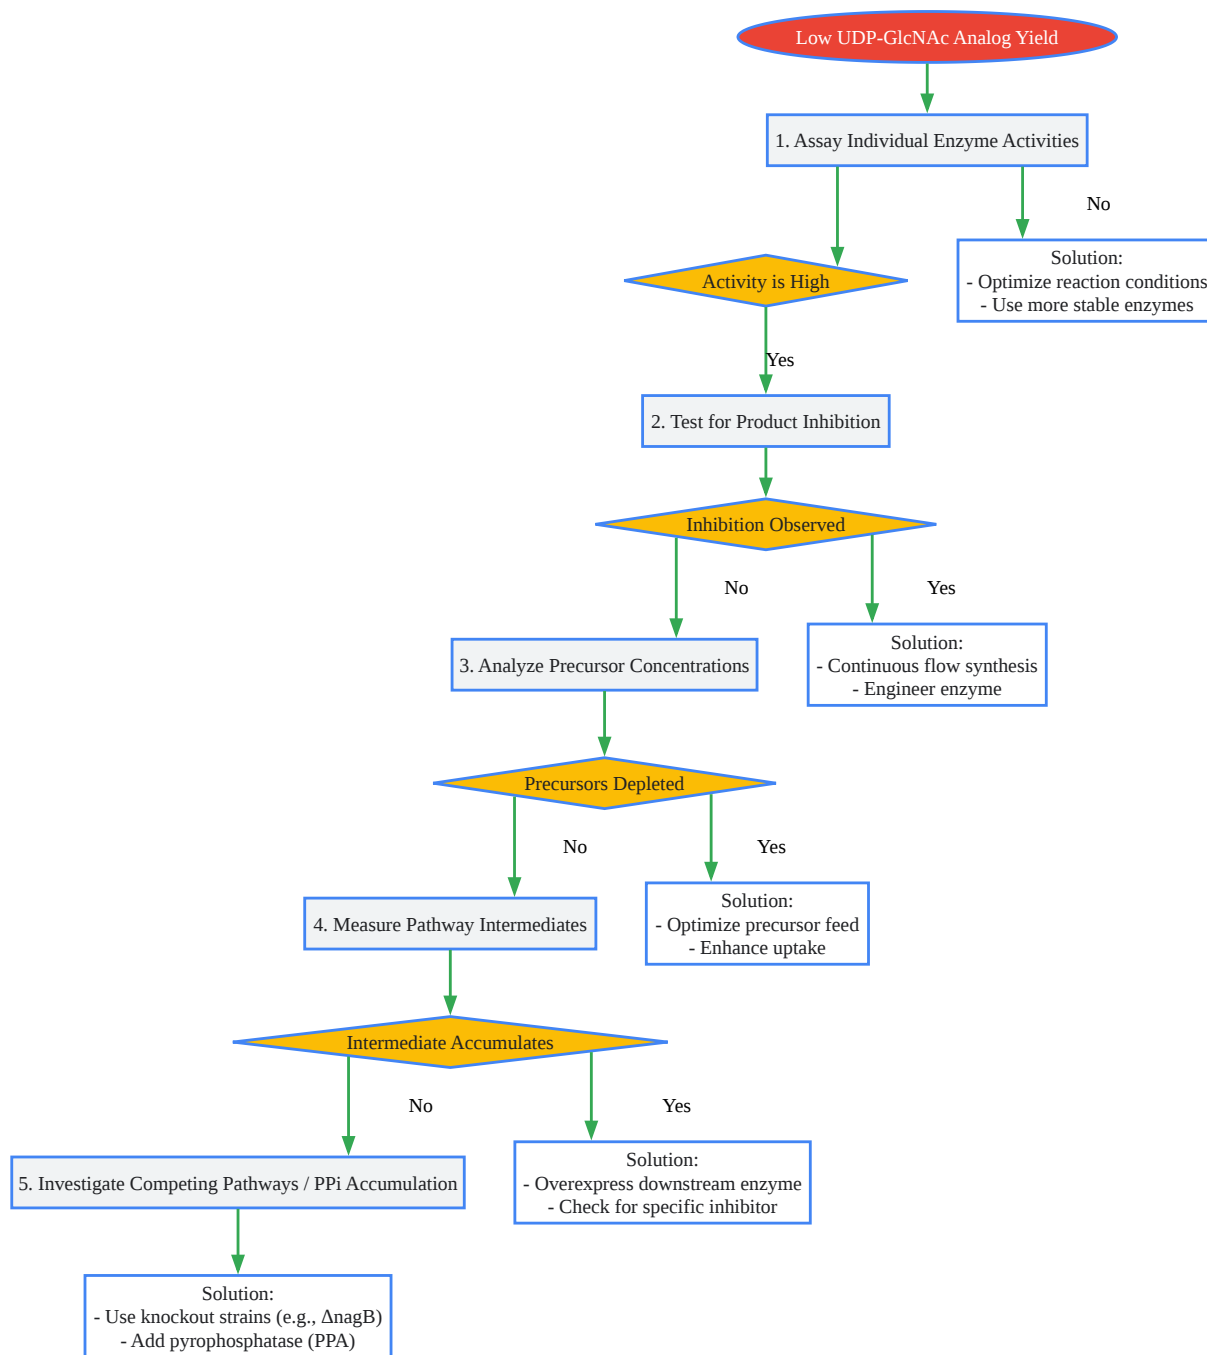 Low UDP-GlcNAc Analog Yield
1. Assay Individual Enzyme Activities
No
Solution:
- Optimize reaction conditions
- Use more stable enzymes
Activity is High
Yes
2. Test for Product Inhibition
Inhibition Observed
No
Yes
Solution:
- Continuous flow synthesis
- Engineer enzyme
3. Analyze Precursor Concentrations
Precursors Depleted
No
Yes
Solution:
- Optimize precursor feed
- Enhance uptake
4. Measure Pathway Intermediates
Intermediate Accumulates
No
Yes
Solution:
- Overexpress downstream enzyme
- Check for specific inhibitor
5. Investigate Competing Pathways / PPi Accumulation
Solution:
- Use knockout strains (e.g., ΔnagB)
- Add pyrophosphatase (PPA)